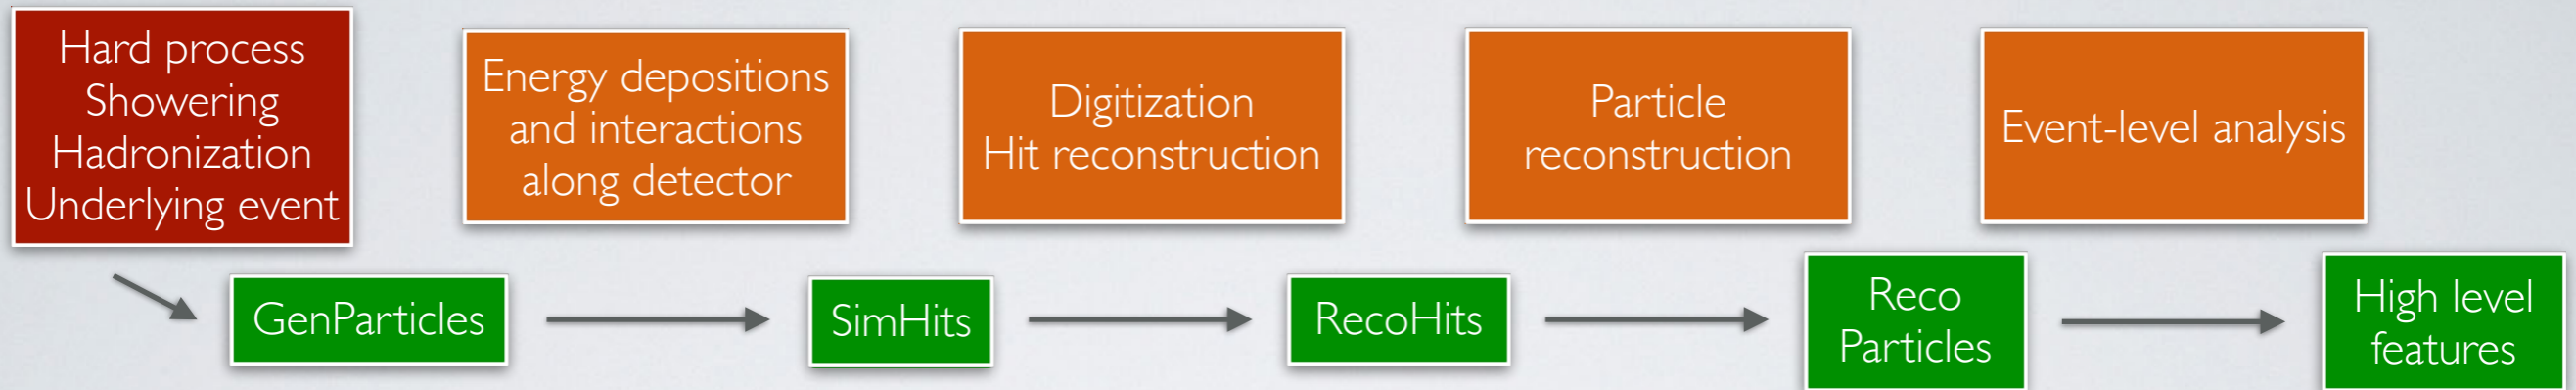 Hard process
Showering
Hadronization
Underlying event
Energy depositions
and interactions
along detector
Digitization
Hit reconstruction
Particle
reconstruction
Event-level analysis
GenParticles
SimHits
RecoHits
Reco
Particles
High level
features